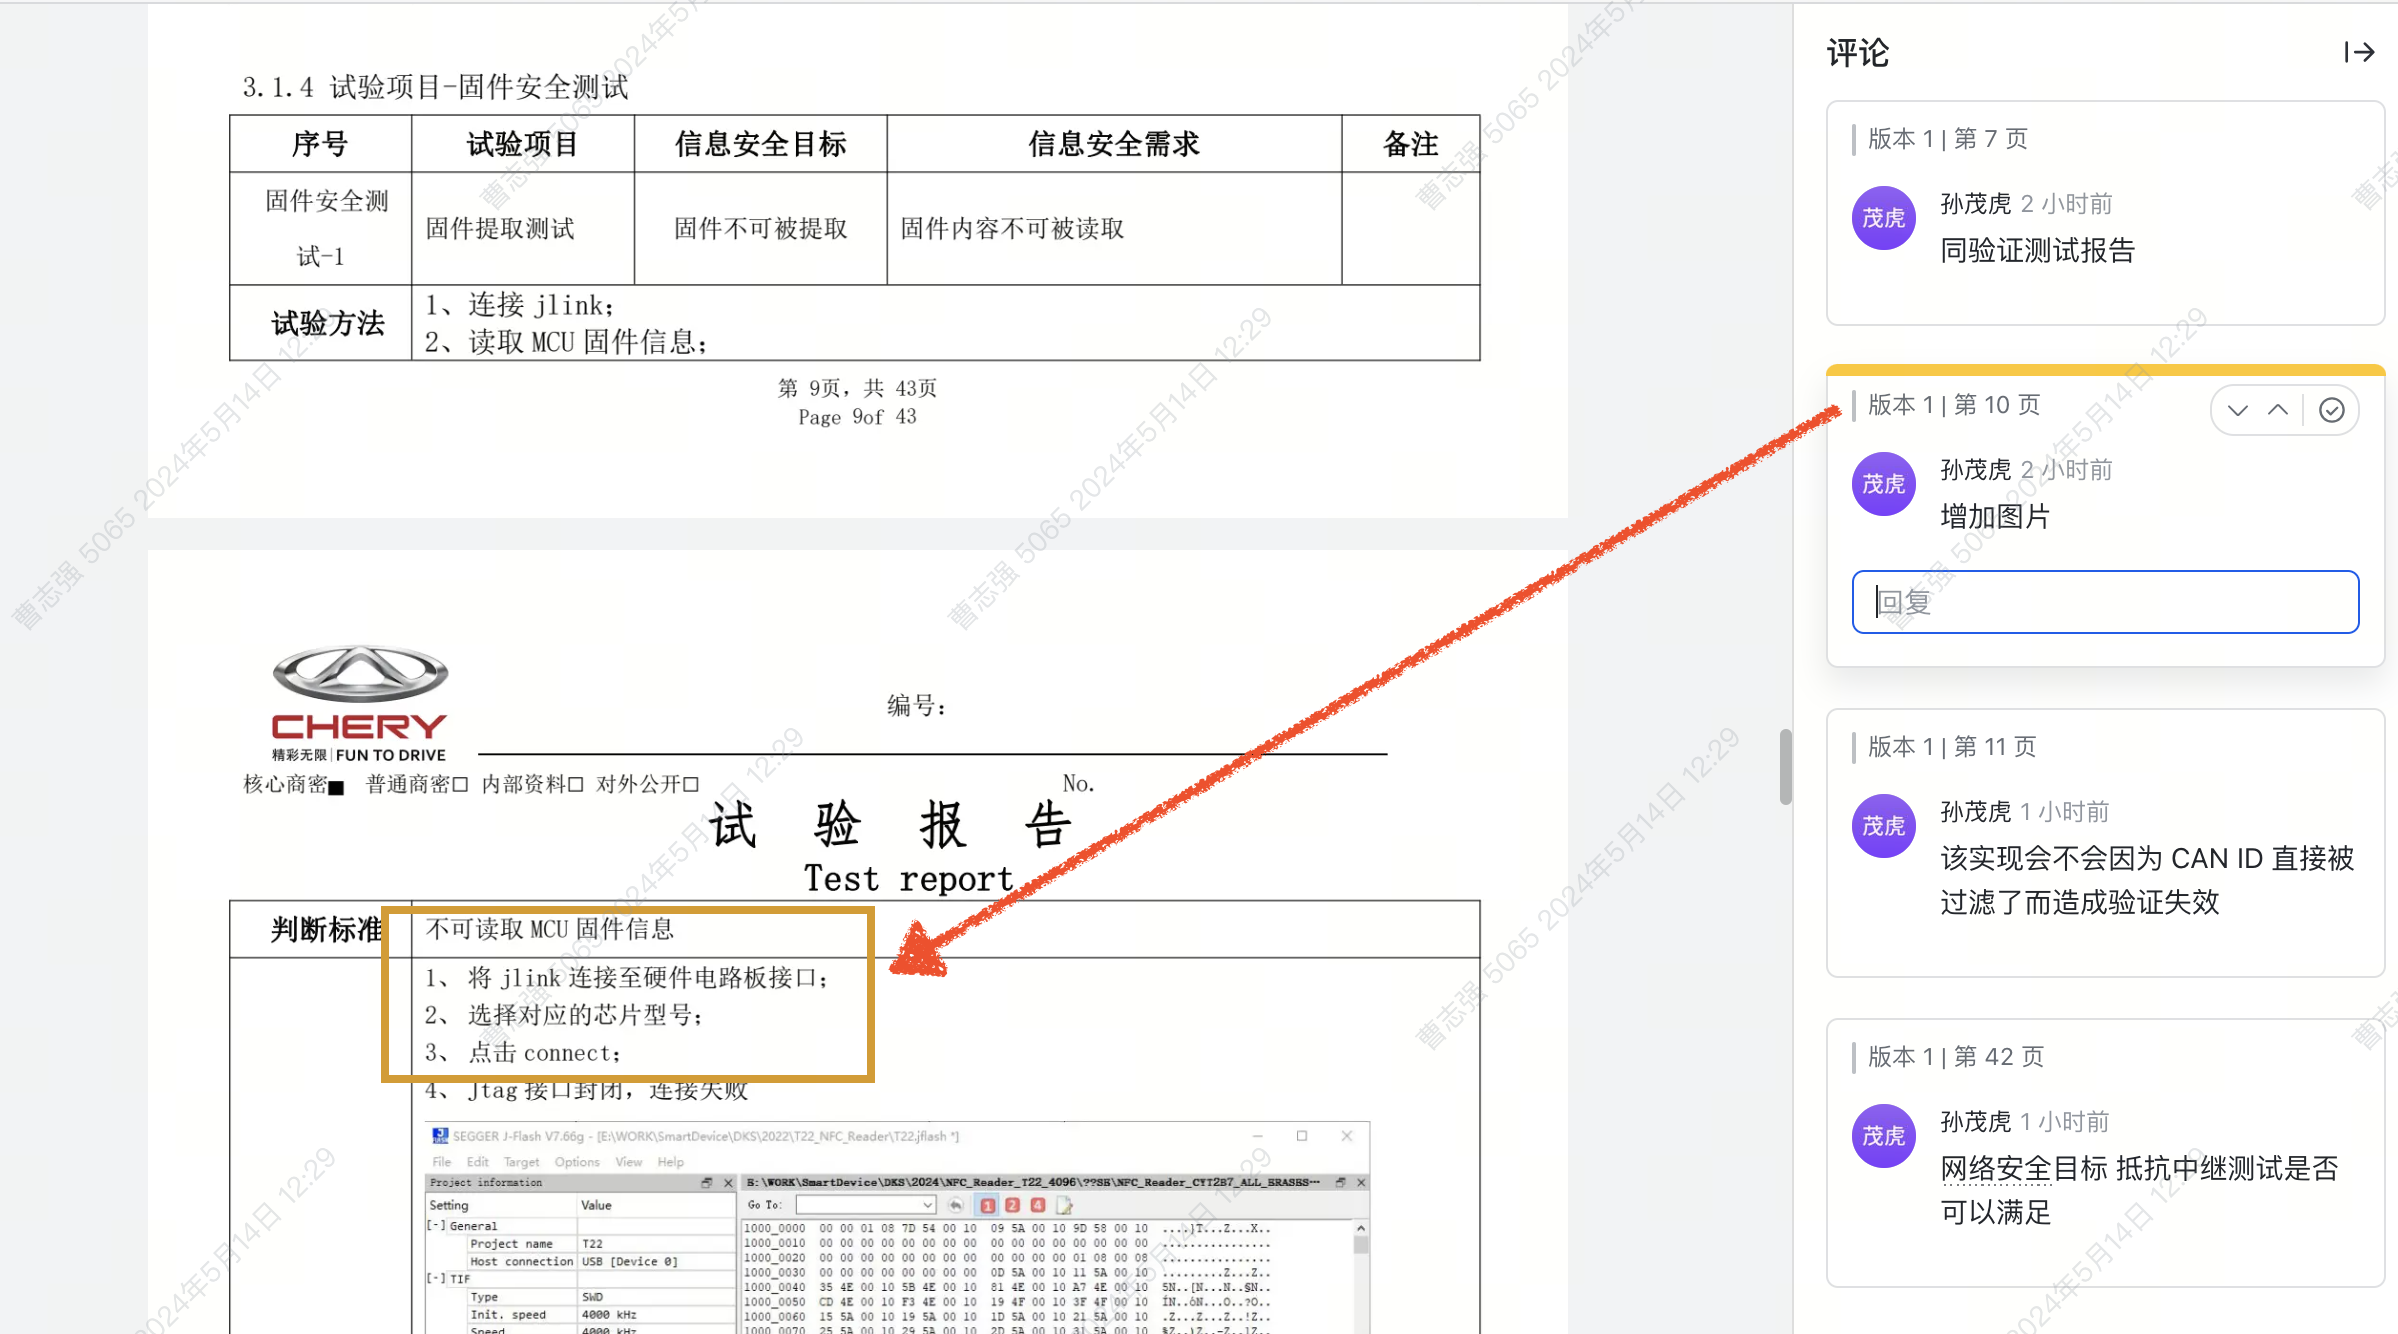 3.1.4 试验项目-固件安全测试
序号 试验项目 信息安全目标 信息安全需求 备注
固件安全测试-1 固件提取测试 固件不可被提取 固件内容不可被读取
试验方法
1、连接 jlink;
2、读取 MCU 固件信息;
第 9页，共 43页
Page 9of 43
CHERY
精彩无限|FUN TO DRIVE
编号：
核心商密■ 普通商密□ 内部资料□ 对外公开□
No.
试 验 报 告
Test report
判断标准 不可读取 MCU 固件信息
1、 将 jlink 连接至硬件电路板接口;
2、 选择对应的芯片型号;
3、 点击 connect;
4、 Jtag 接口封闭，连接失败
SEGGER J-Flash V7.66g - [E:\WORK\SmartDevice\DKS\2022\T22_NFC_Reader\T22.jflash *]
File Edit Target Options View Help
Project information
Setting Value
[-] General
Project name T22
Host connection USB [Device 0]
[-] TIF
Type SWD
Init. speed 4000 kHz
Speed 4000 kHz
E:\WORK\SmartDevice\DKS\2024\NFC_Reader_T22_4096\??SB\NFC_Reader_CYT2B7_ALL_ERASBS···
Go To:
1 2 4
1000_0000 00 00 01 08 7D 54 00 10 09 5A 00 10 9D 58 00 10 ....}T...Z...X..
1000_0010 00 00 00 00 00 00 00 00 00 00 00 00 00 00 00 00 ................
1000_0020 00 00 00 00 00 00 00 00 00 00 00 00 01 08 00 08 ................
1000_0030 00 00 00 00 00 00 00 00 0D 5A 00 10 11 5A 00 10 .........Z...Z..
1000_0040 35 4E 00 10 5B 4E 00 10 81 4E 00 10 A7 4E 00 10 5N..[N...N..§N..
1000_0050 CD 4E 00 10 F3 4E 00 10 19 4F 00 10 3F 4F 00 10 ÍN..óN...O..?O..
1000_0060 15 5A 00 10 19 5A 00 10 1D 5A 00 10 21 5A 00 10 .Z...Z...Z..!Z..
1000_0070 25 5A 00 10 29 5A 00 10 2D 5A 00 10 31 5A 00 10 %Z..)Z..-Z..1Z..
评论
版本 1 | 第 7 页
茂虎
孙茂虎 2 小时前
同验证测试报告
版本 1 | 第 10 页
茂虎
孙茂虎 2 小时前
增加图片
回复
版本 1 | 第 11 页
茂虎
孙茂虎 1 小时前
该实现会不会因为 CAN ID 直接被
过滤了而造成验证失效
版本 1 | 第 42 页
茂虎
孙茂虎 1 小时前
网络安全目标 抵抗中继测试是否
可以满足
曹志强 5065 2024年5月14日 12:29